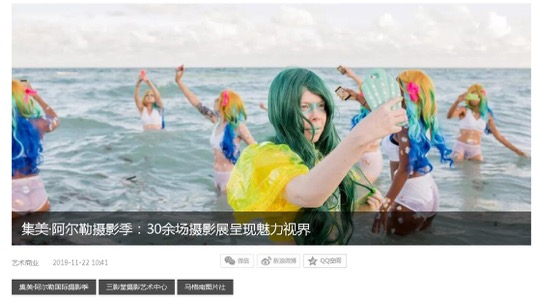 集美·阿尔勒摄影季：30余场摄影展呈现魅力视界
艺术商业 2019-11-22 10:41 微信 新浪微博 QQ空间
集美·阿尔勒国际摄影季 三影堂摄影艺术中心 马格南图片社